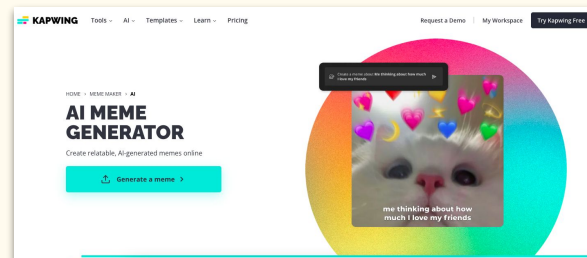 KAPWING Tools AI Templates Learn Pricing Request a Demo My Workspace Try Kapwing Free
HOME > MEME MAKER > AI
AI MEME
GENERATOR
Create relatable, AI-generated memes online
Generate a meme >
Create a meme about Me thinking about how much
I love my friends
me thinking about how
much I love my friends